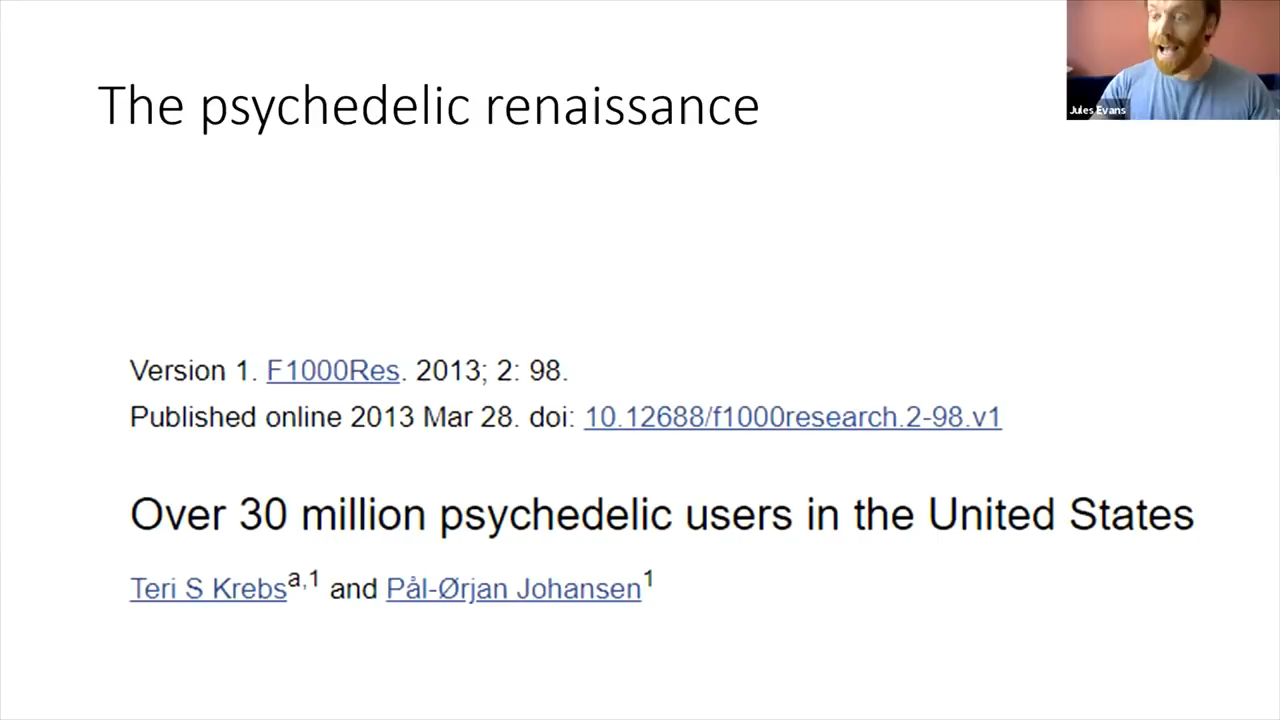 The psychedelic renaissance
Jules Evans
Version 1. F1000Res. 2013; 2: 98.
Published online 2013 Mar 28. doi: 10.12688/f1000research.2-98.v1
Over 30 million psychedelic users in the United States
Teri S Krebsa,1 and Pål-Ørjan Johansen1